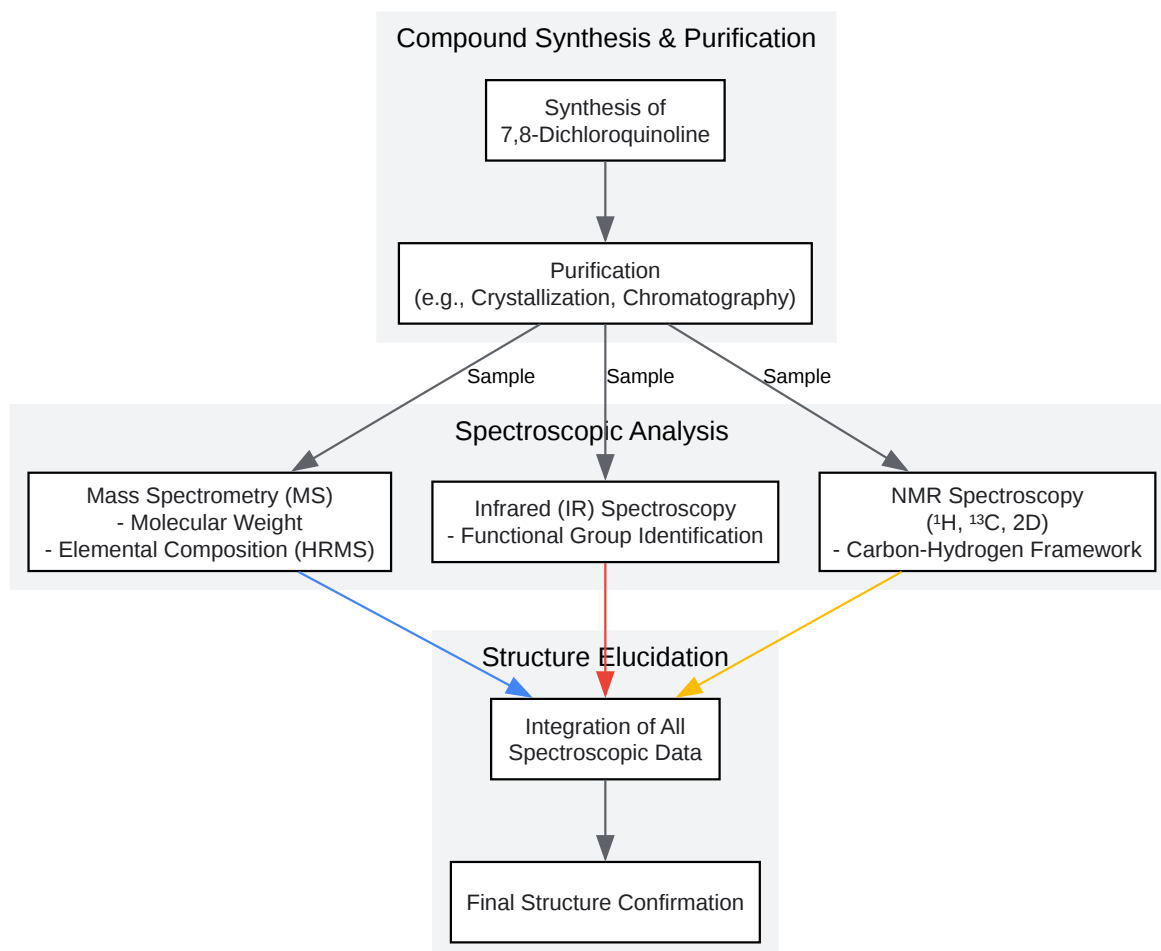 Compound Synthesis & Purification
Synthesis of
7,8-Dichloroquinoline
Purification
(e.g., Crystallization, Chromatography)
Sample
Sample
Sample
Spectroscopic Analysis
Mass Spectrometry (MS)
- Molecular Weight
- Elemental Composition (HRMS)
Infrared (IR) Spectroscopy
- Functional Group Identification
NMR Spectroscopy
(¹H, ¹³C, 2D)
- Carbon-Hydrogen Framework
Structure Elucidation
Integration of All
Spectroscopic Data
Final Structure Confirmation